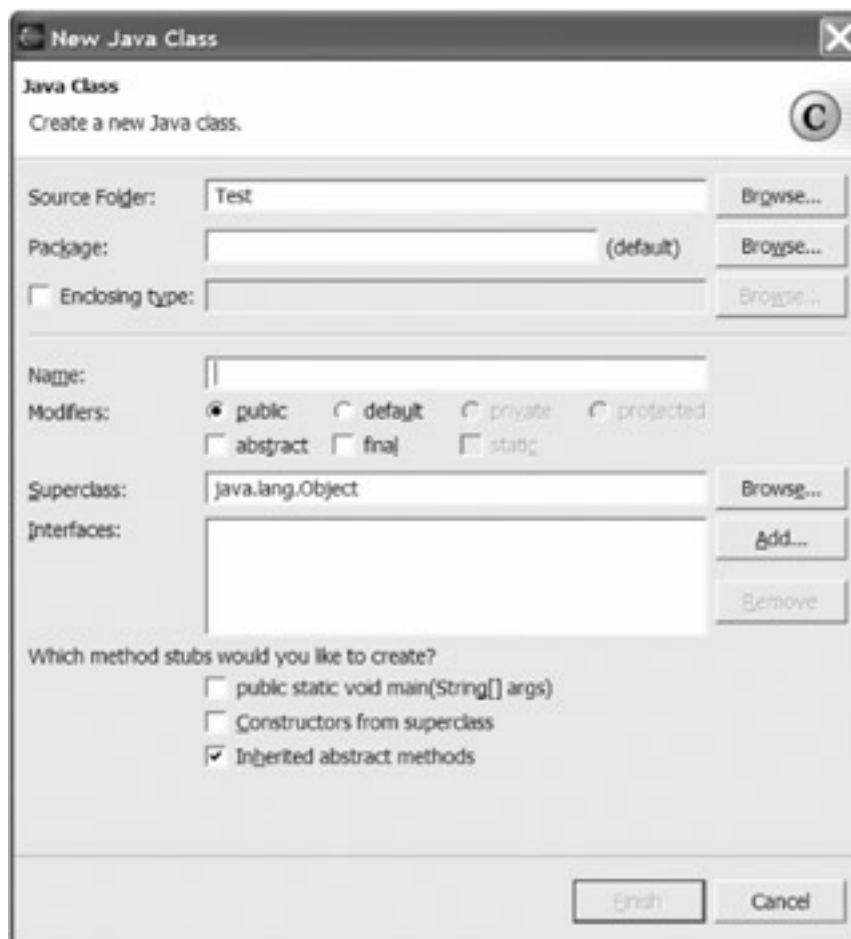 New Java Class
Java Class
Create a new Java class.
C
Source Folder: Test Browse...
Package: (default) Browse...
Enclosing type: Browse...
Name:
Modifiers: public default private protected
abstract final static
Superclass: java.lang.Object Browse...
Interfaces: Add...
Remove
Which method stubs would you like to create?
public static void main(String[] args)
Constructors from superclass
Inherited abstract methods
Finish Cancel